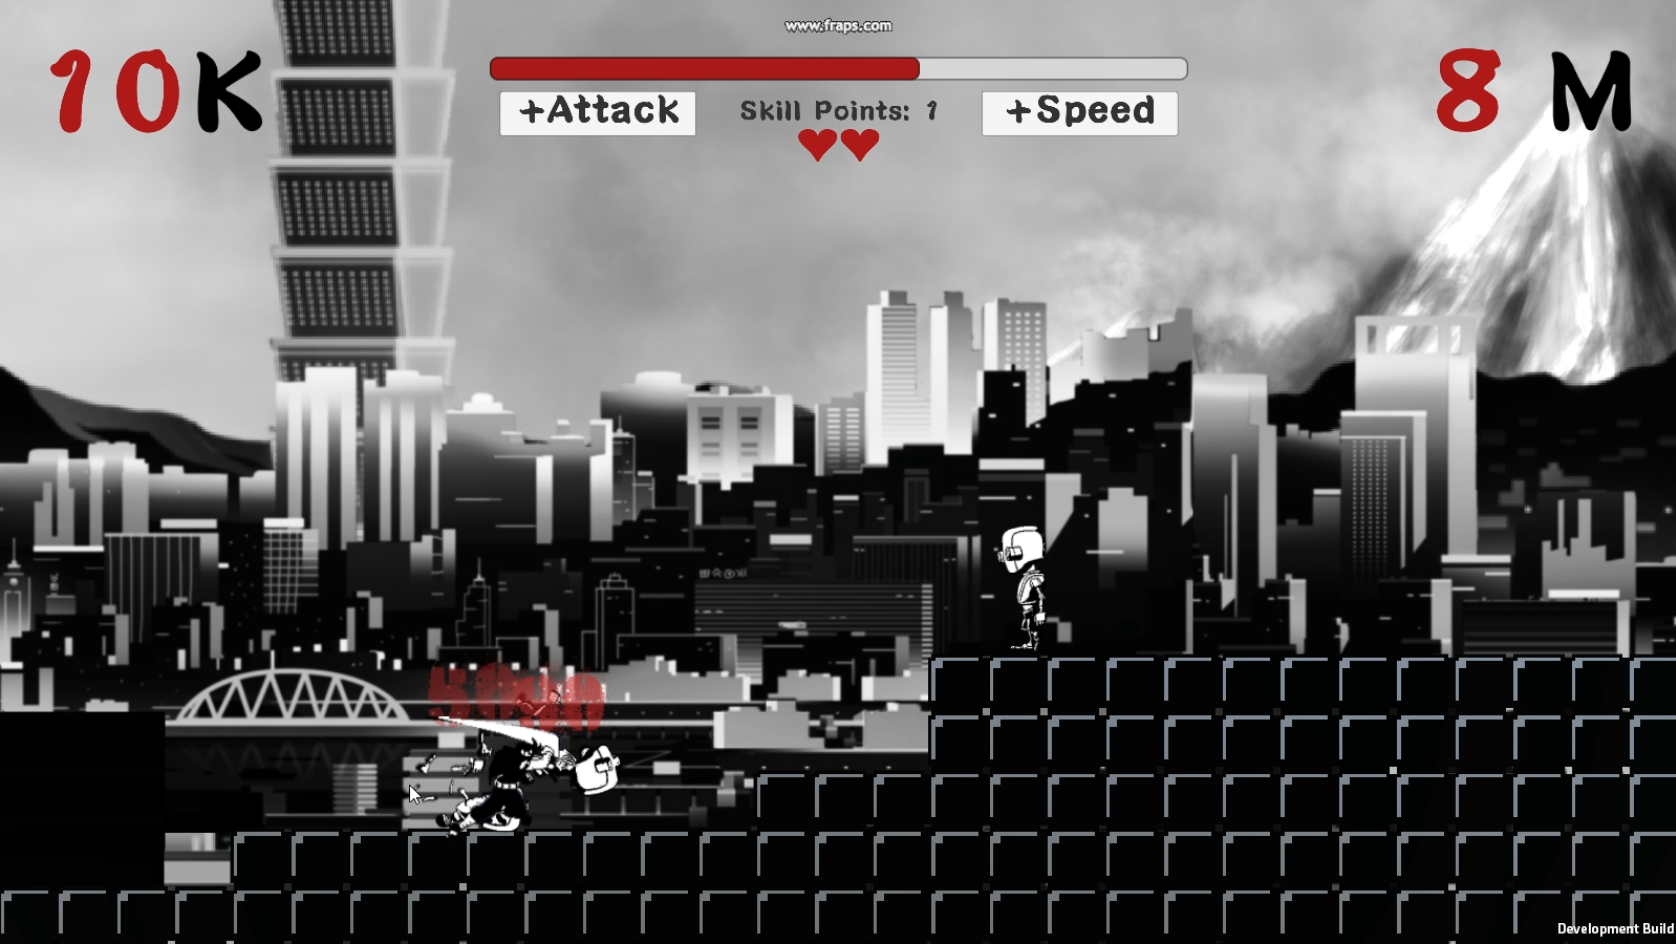 www.fraps.com
10K
8 M
+Attack
Skill Points: 1
+Speed
Development Build